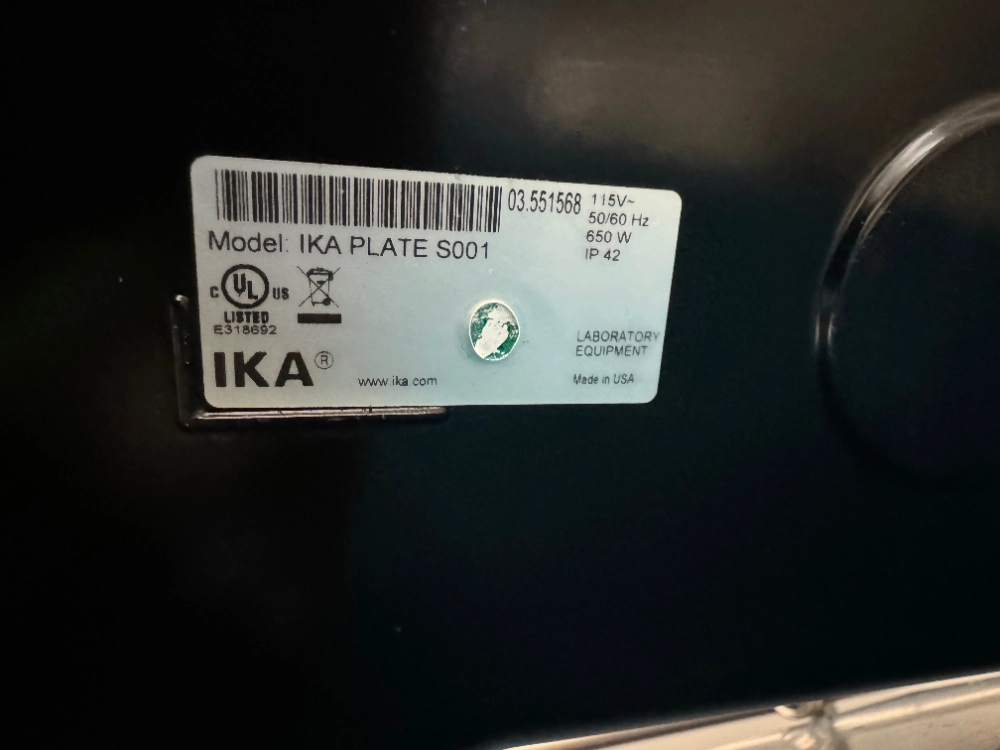 03.551568
115V~
50/60 Hz
650 W
IP 42
Model: IKA PLATE S001
C UL US
LISTED
E318692
LABORATORY
EQUIPMENT
IKA®
www.ika.com
Made in USA